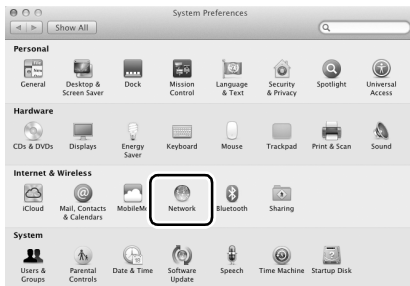 System Preferences
Show All
Personal
File
New
General
Desktop &
Screen Saver
Dock
Mission
Control
Language
& Text
Security
& Privacy
Spotlight
Universal
Access
Hardware
CDs & DVDs
Displays
Energy
Saver
Keyboard
Mouse
Trackpad
Print & Scan
Sound
Internet & Wireless
iCloud
Mail, Contacts
& Calendars
MobileMe
Network
Bluetooth
Sharing
System
Users &
Groups
Parental
Controls
Date & Time
Software
Update
Speech
Time Machine
Startup Disk